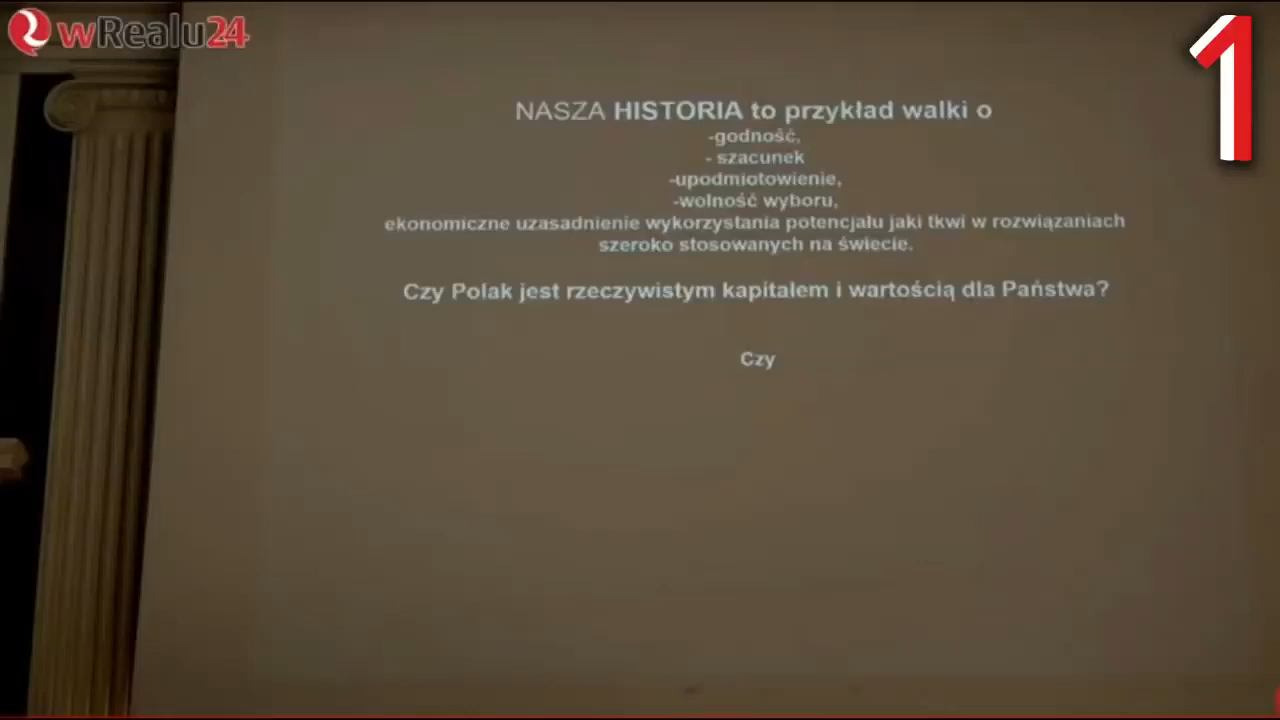 wRealu24
1
NASZA HISTORIA to przykład walki o
-godność,
- szacunek
-upodmiotowienie,
-wolność wyboru,
ekonomiczne uzasadnienie wykorzystania potencjału jaki tkwi w rozwiązaniach
szeroko stosowanych na świecie.
Czy Polak jest rzeczywistym kapitałem i wartością dla Państwa?
Czy